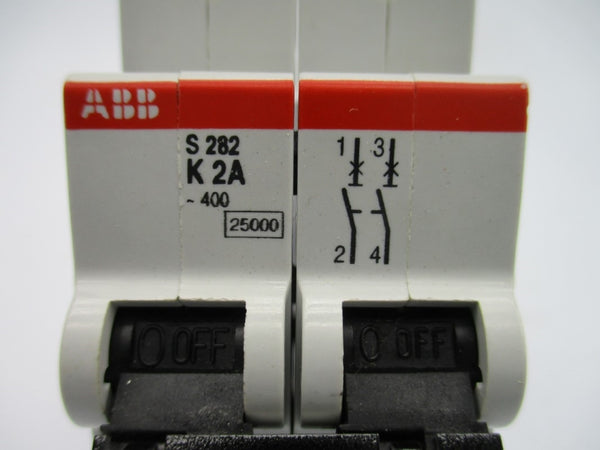 ABB
S 282
K 2A
~ 400
25000
1 3
2 4
O OFF
O OFF